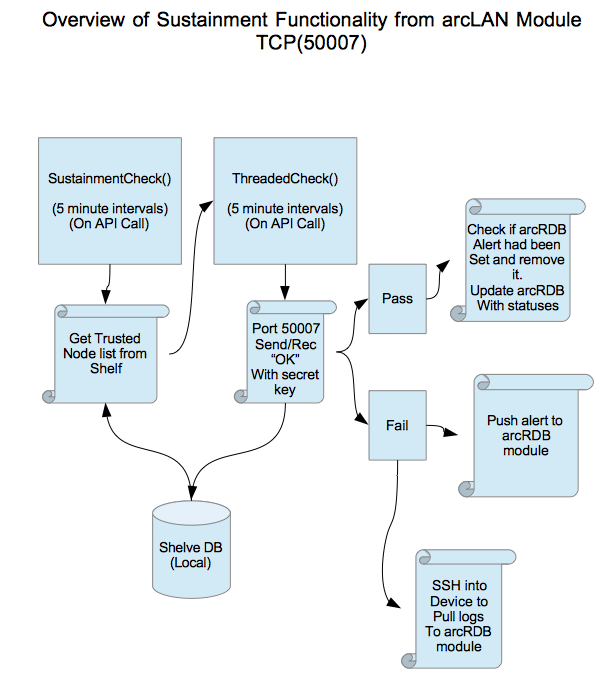 Overview of Sustainment Functionality from arcLAN Module
TCP(50007)
SustainmentCheck()
(5 minute intervals)
(On API Call)
ThreadedCheck()
(5 minute intervals)
(On API Call)
Get Trusted
Node list from
Shelf
Port 50007
Send/Rec
“OK”
With secret
key
Pass
Check if arcRDB
Alert had been
Set and remove
it.
Update arcRDB
With statuses
Fail
Push alert to
arcRDB
module
Shelve DB
(Local)
SSH into
Device to
Pull logs
To arcRDB
module